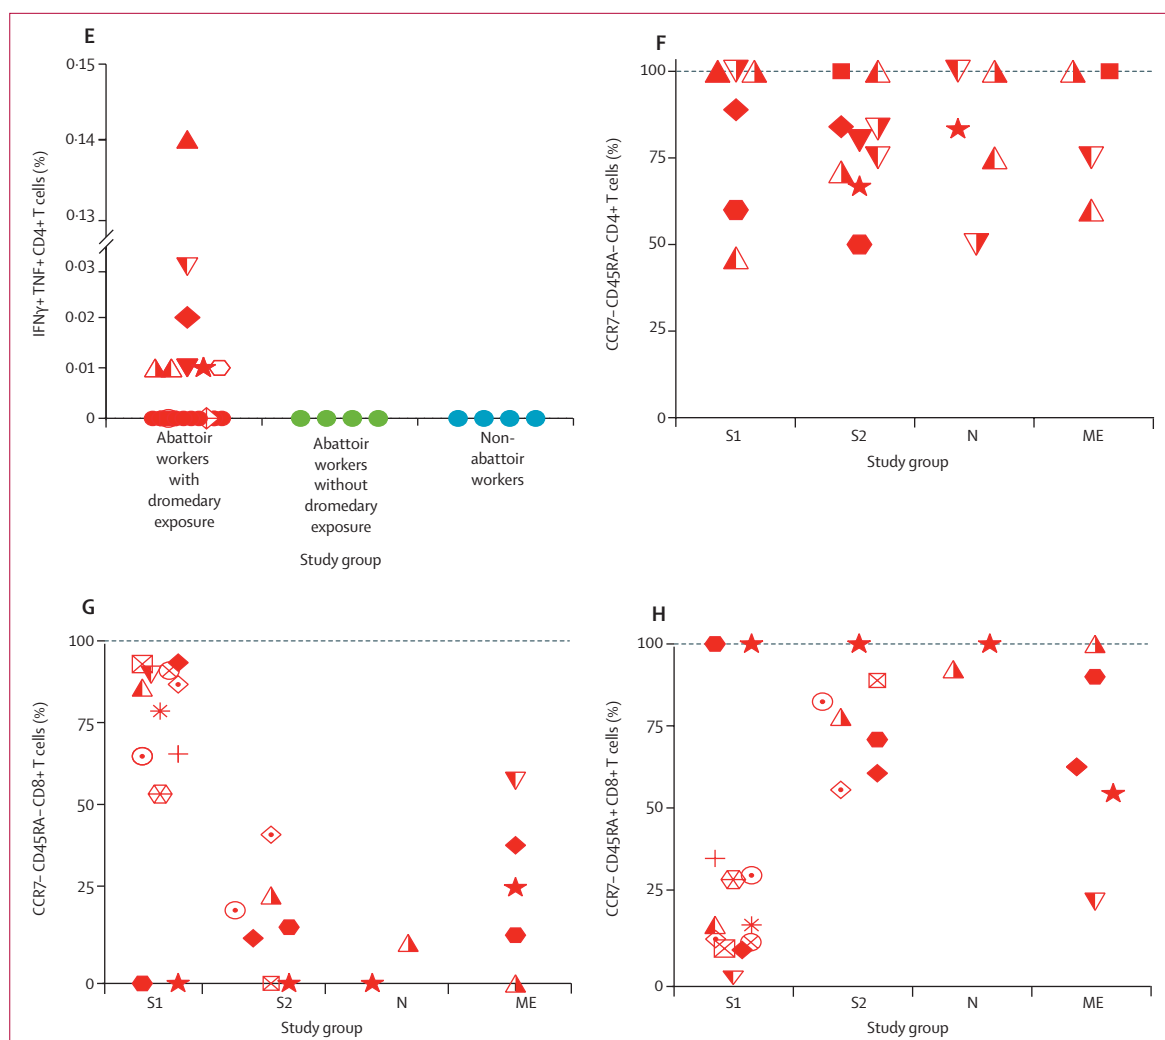 E
0·15
0·14
0·13
0·03
0·02
0·01
0
IFNγ+ TNF+ CD4+ T cells (%)
Abattoir
workers
with
dromedary
exposure
Abattoir
workers
without
dromedary
exposure
Non-
abattoir
workers
Study group
F
100
75
50
25
0
CCR7– CD45RA– CD4+ T cells (%)
S1 S2 N ME
Study group
G
100
75
50
25
0
CCR7– CD45RA– CD8+ T cells (%)
S1 S2 N ME
Study group
H
100
75
50
25
0
CCR7– CD45RA+ CD8+ T cells (%)
S1 S2 N ME
Study group